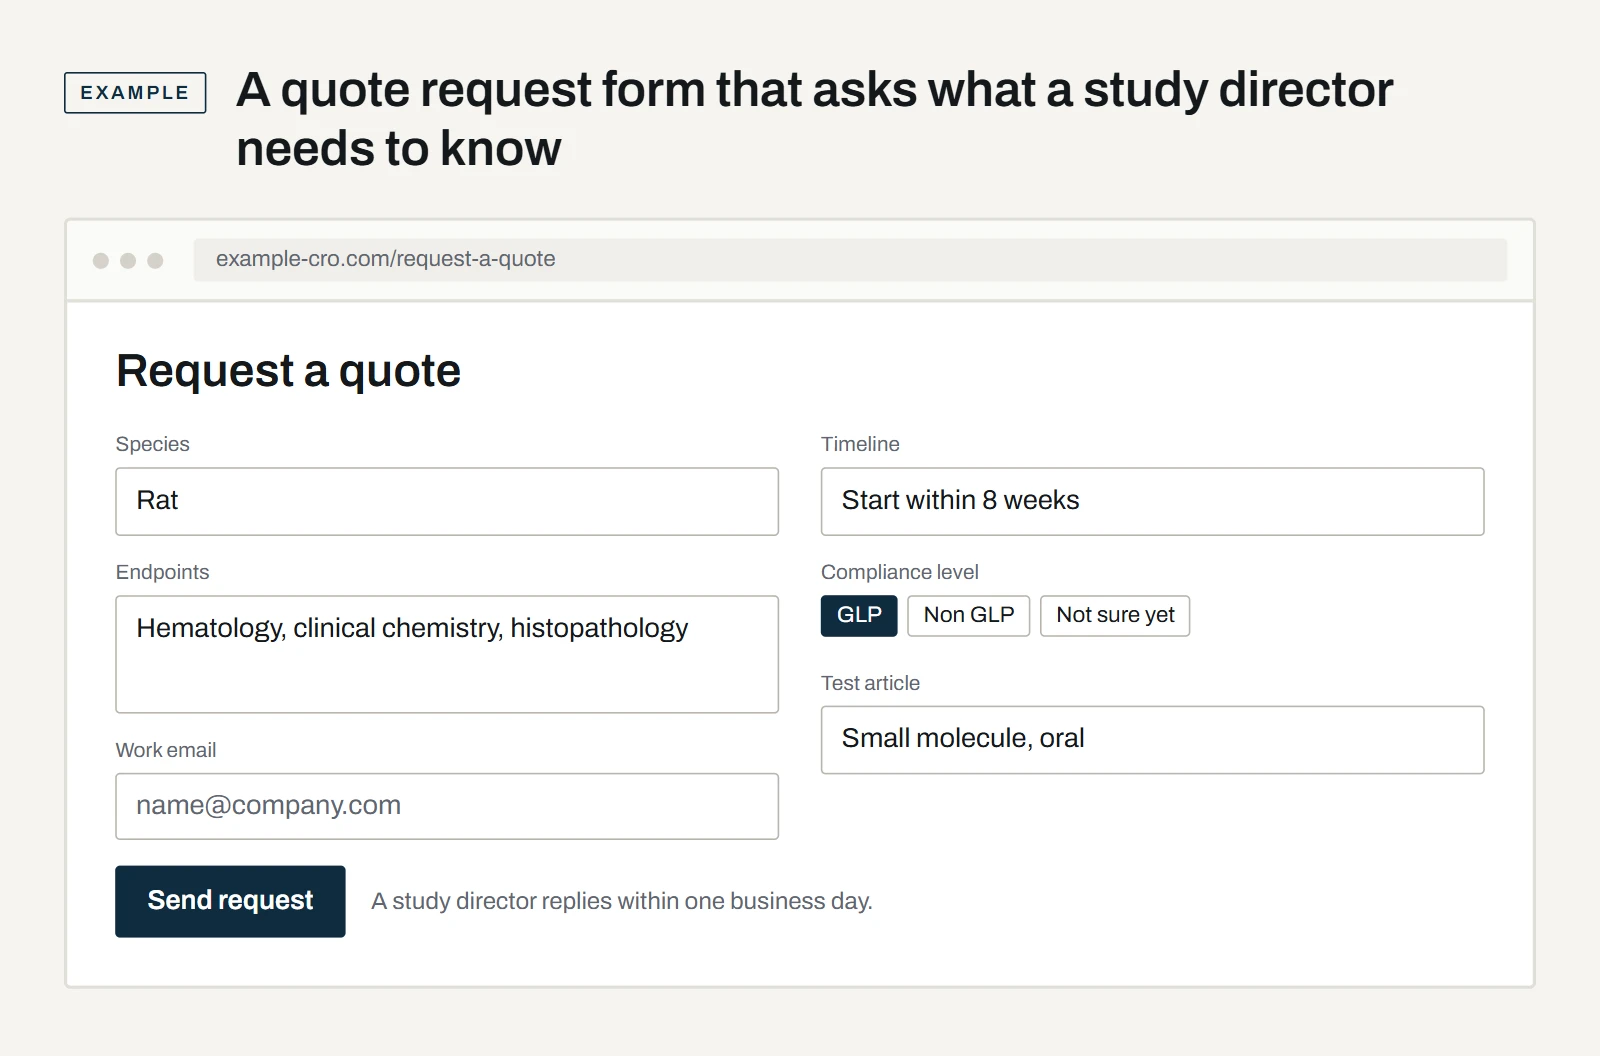 EXAMPLE
A quote request form that asks what a study director
needs to know
example-cro.com/request-a-quote
Request a quote
Species
Rat
Timeline
Start within 8 weeks
Endpoints
Hematology, clinical chemistry, histopathology
Compliance level
GLP
Non GLP
Not sure yet
Test article
Small molecule, oral
Work email
name@company.com
Send request
A study director replies within one business day.